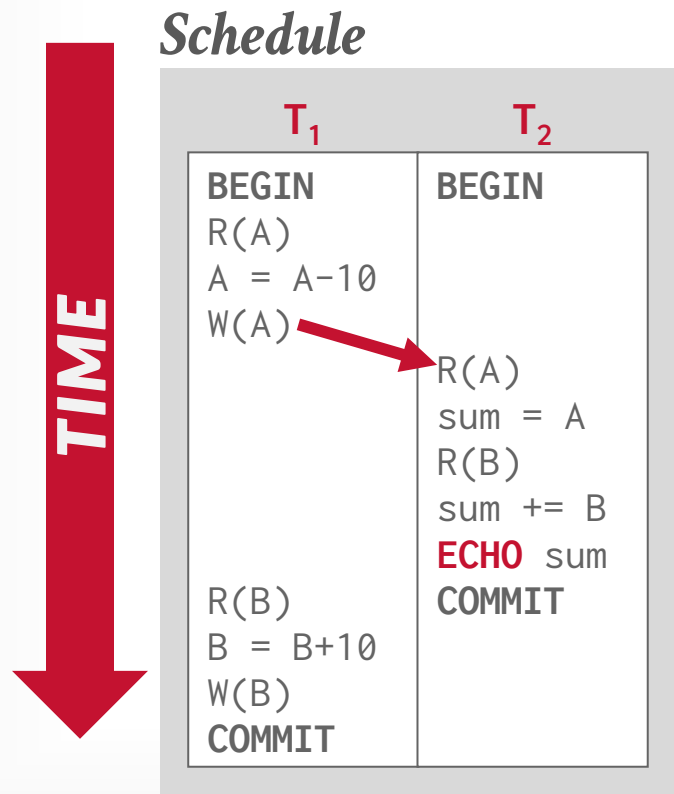 Schedule
TIME
T1 T2
BEGIN BEGIN
R(A)
A = A-10
W(A)
R(A)
sum = A
R(B)
sum += B
ECHO sum
R(B) COMMIT
B = B+10
W(B)
COMMIT